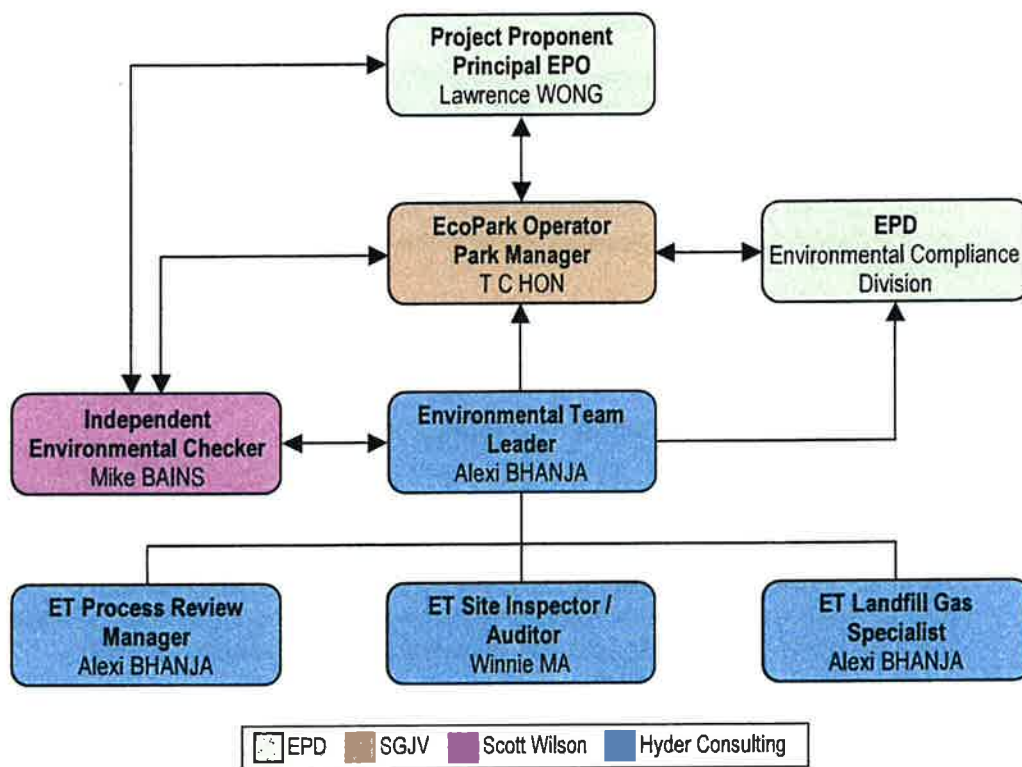 Project Proponent
Principal EPO
Lawrence WONG
EcoPark Operator
Park Manager
T C HON
EPD
Environmental Compliance
Division
Independent
Environmental Checker
Mike BAINS
Environmental Team
Leader
Alexi BHANJA
ET Process Review
Manager
Alexi BHANJA
ET Site Inspector /
Auditor
Winnie MA
ET Landfill Gas
Specialist
Alexi BHANJA
EPD SGJV Scott Wilson Hyder Consulting